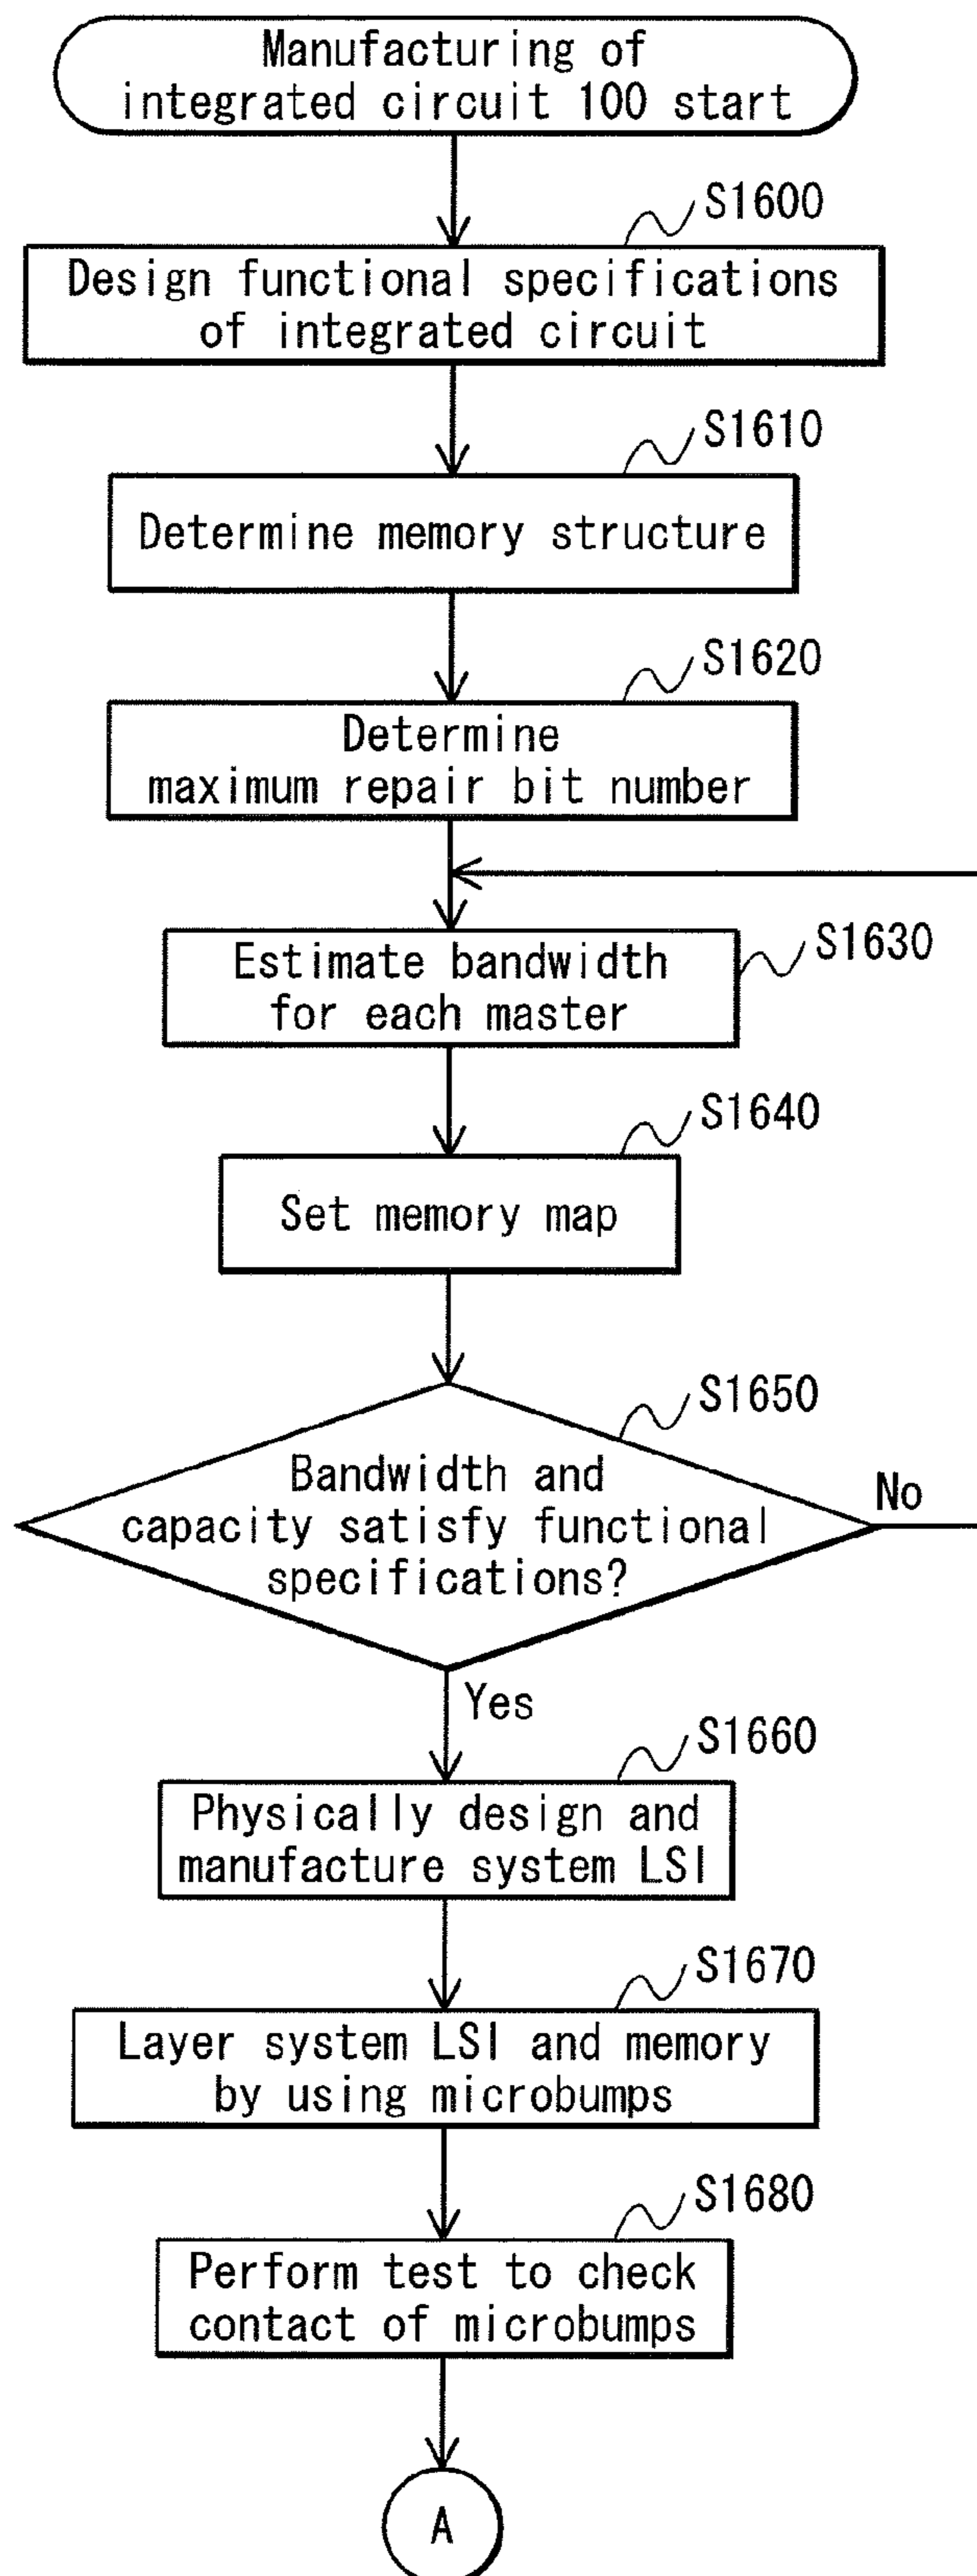 Manufacturing of
integrated circuit 100 start
S1600
Design functional specifications
of integrated circuit
S1610
Determine memory structure
S1620
Determine
maximum repair bit number
S1630
Estimate bandwidth
for each master
S1640
Set memory map
S1650
Bandwidth and
capacity satisfy functional
specifications?
No
Yes
S1660
Physically design and
manufacture system LSI
S1670
Layer system LSI and memory
by using microbumps
S1680
Perform test to check
contact of microbumps
A